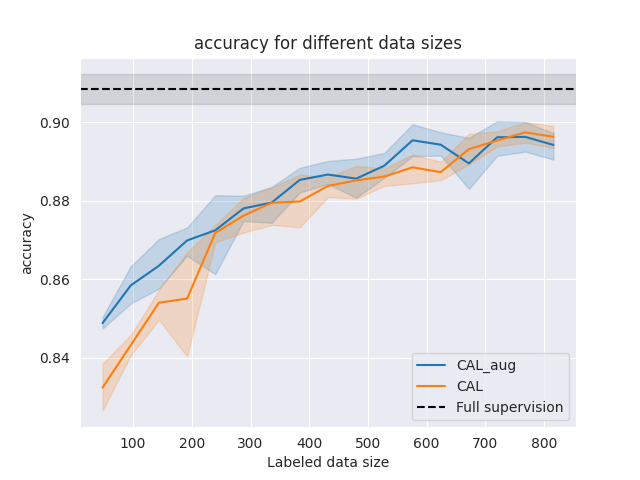 accuracy for different data sizes
accuracy
0.90
0.88
0.86
0.84
CAL_aug
CAL
Full supervision
100 200 300 400 500 600 700 800
Labeled data size